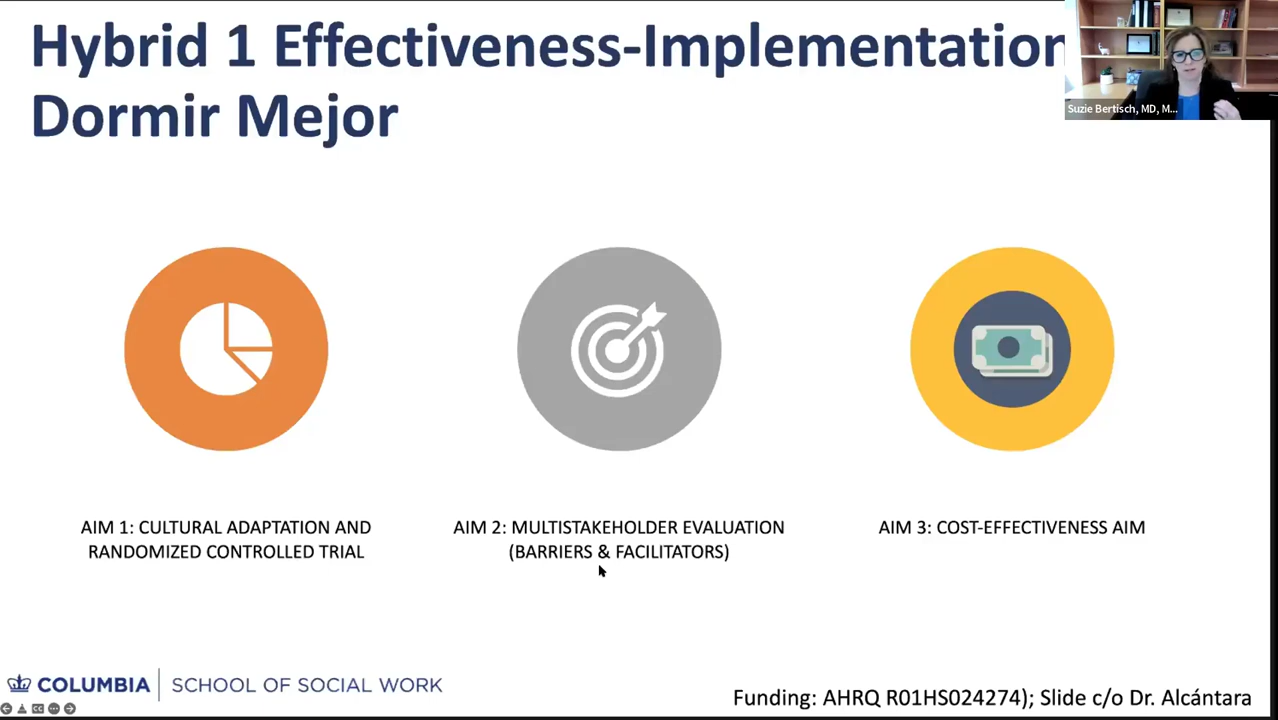 Hybrid 1 Effectiveness-Implementation
Dormir Mejor
Suzie Bertisch, MD, M...
AIM 1: CULTURAL ADAPTATION AND
RANDOMIZED CONTROLLED TRIAL
AIM 2: MULTISTAKEHOLDER EVALUATION
(BARRIERS & FACILITATORS)
AIM 3: COST-EFFECTIVENESS AIM
COLUMBIA | SCHOOL OF SOCIAL WORK
Funding: AHRQ R01HS024274); Slide c/o Dr. Alcántara